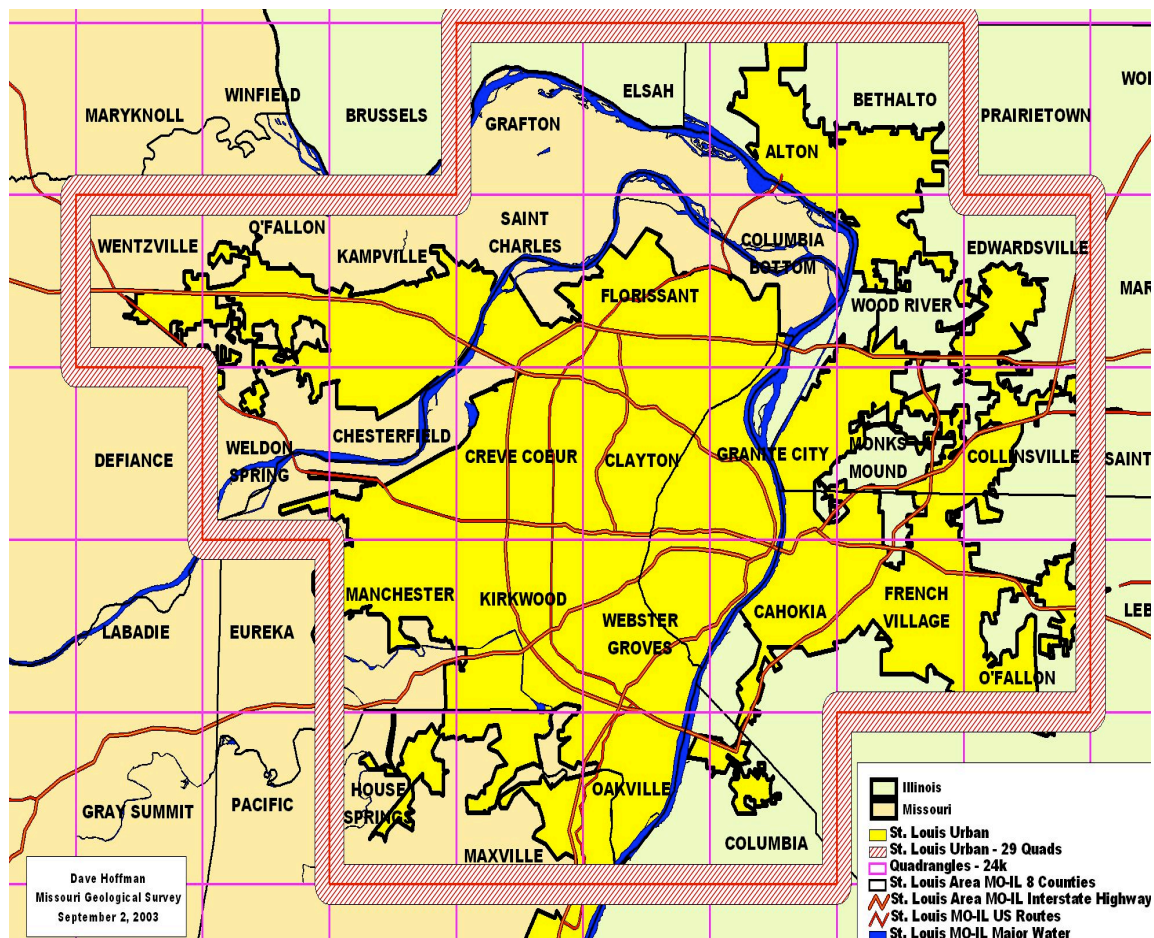 WOR
WINFIELD
MARYKNOLL
BRUSSELS
ELSAH
GRAFTON
BETHALTO
PRAIRIETOWN
ALTON
O'FALLON
WENTZVILLE
KAMPVILLE
SAINT
CHARLES
COLUMBIA
BOTTOM
EDWARDSVILLE
FLORISSANT
WOOD RIVER
MAR
DEFIANCE
WELDON
SPRING
CHESTERFIELD
CREVE COEUR
CLAYTON
GRANITE CITY
MONKS
MOUND
COLLINSVILLE
SAINT
LABADIE
EUREKA
MANCHESTER
KIRKWOOD
WEBSTER
GROVES
CAHOKIA
FRENCH
VILLAGE
O'FALLON
LEB
GRAY SUMMIT
PACIFIC
HOUSE
SPRINGS
MAXVILLE
OAKVILLE
COLUMBIA
Dave Hoffman
Missouri Geological Survey
September 2, 2003
Illinois
Missouri
St. Louis Urban
St. Louis Urban - 29 Quads
Quadrangles - 24k
St. Louis Area MO-IL 8 Counties
St. Louis Area MO-IL Interstate Highway
St. Louis MO-IL US Routes
St. Louis MO-IL Major Water